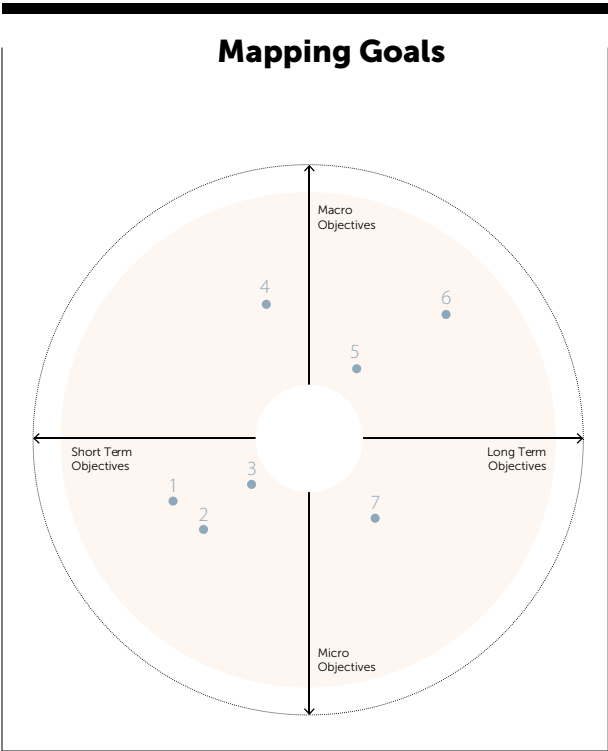 Mapping Goals
Macro
Objectives
4
6
5
Short Term
Objectives
Long Term
Objectives
3
1
2
7
Micro
Objectives